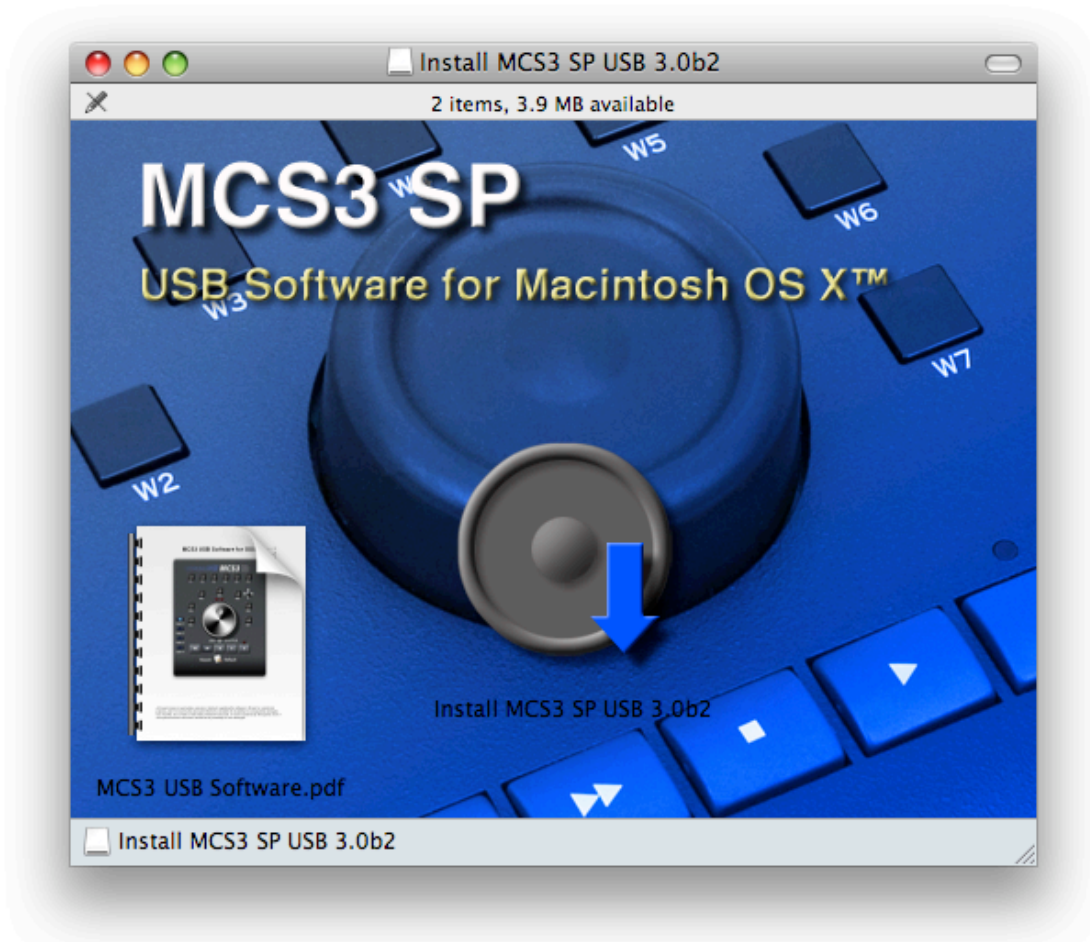 Install MCS3 SP USB 3.0b2
2 items, 3.9 MB available
W5
MCS3 SP
W6
USB Software for Macintosh OS X™
W3
W7
W2
MCS3
Install MCS3 SP USB 3.0b2
MCS3 USB Software.pdf
Install MCS3 SP USB 3.0b2